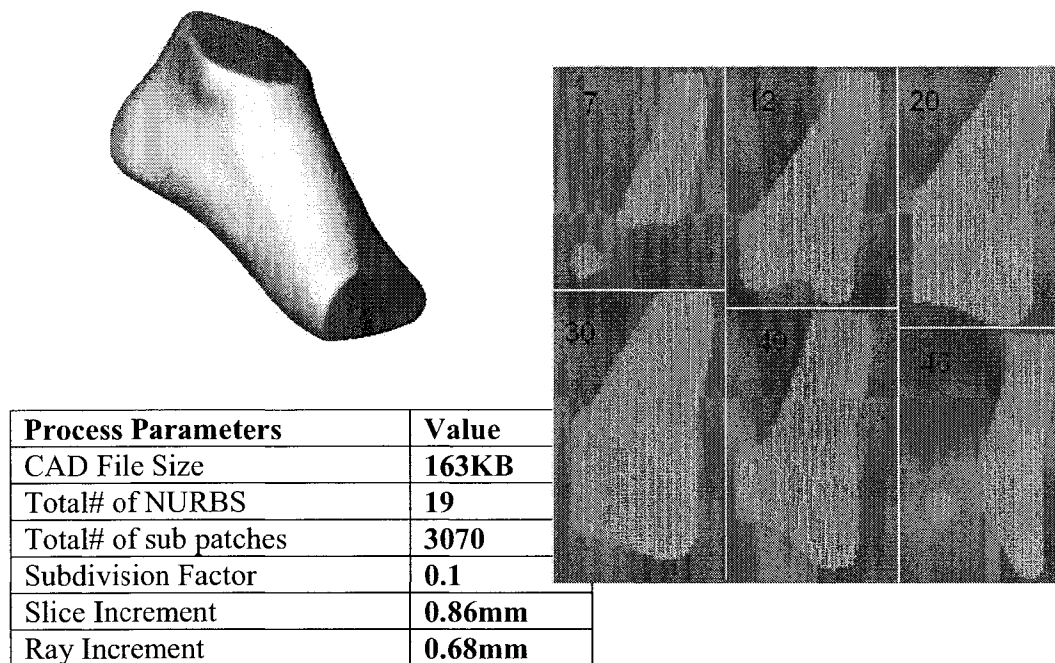 7
12
20
30
40
45
Process Parameters Value
CAD File Size 163KB
Total# of NURBS 19
Total# of sub patches 3070
Subdivision Factor 0.1
Slice Increment 0.86mm
Ray Increment 0.68mm